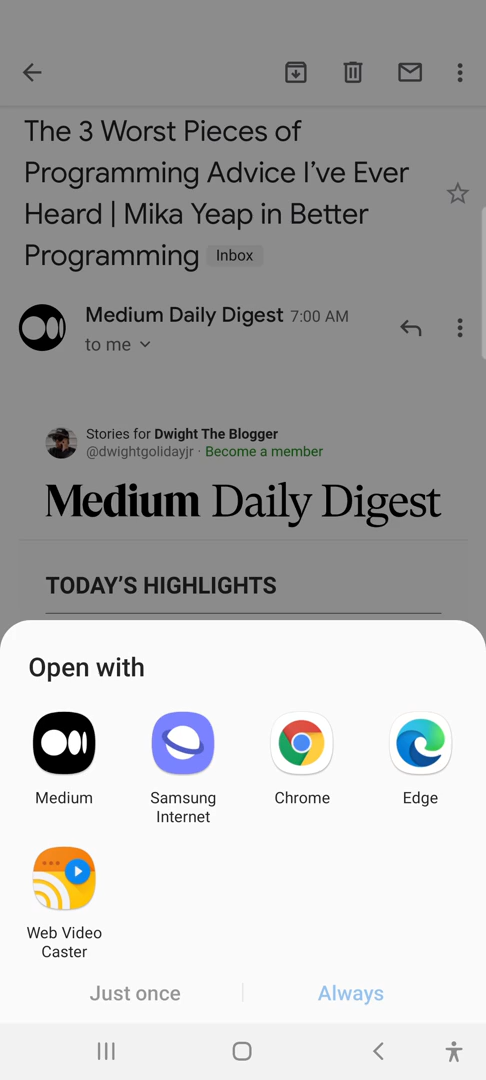 The 3 Worst Pieces of
Programming Advice I’ve Ever
Heard | Mika Yeap in Better
Programming Inbox
Medium Daily Digest 7:00 AM
to me
Stories for Dwight The Blogger
@dwightgolidayjr · Become a member
Medium Daily Digest
TODAY’S HIGHLIGHTS
Open with
Medium
Samsung
Internet
Chrome
Edge
Web Video
Caster
Just once
Always